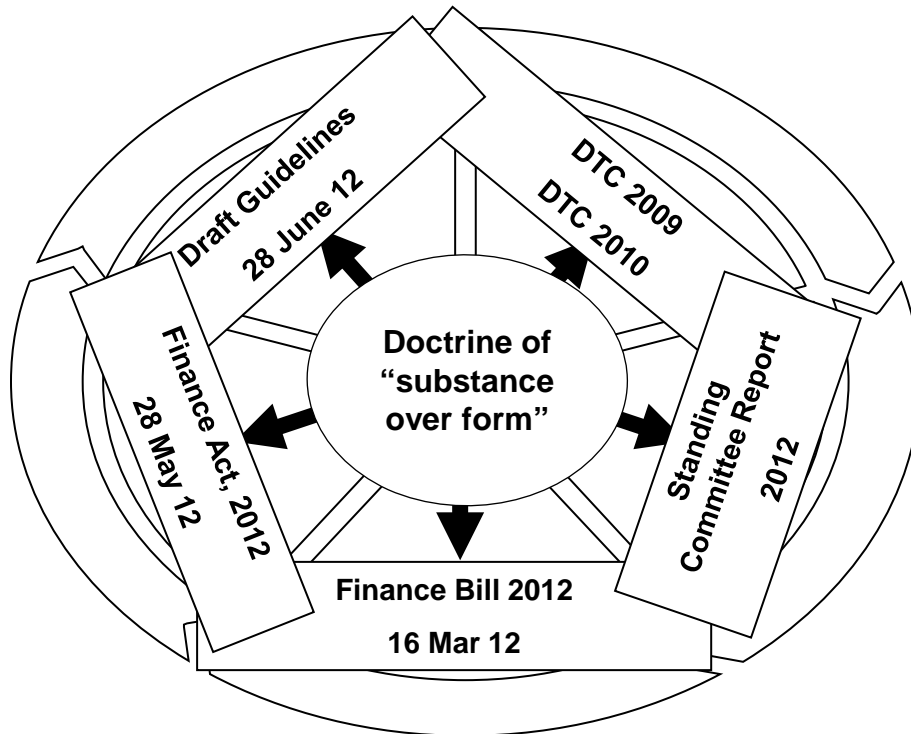 Draft Guidelines
28 June 12
DTC 2009
DTC 2010
Doctrine of
“substance
over form”
Finance Act, 2012
28 May 12
Standing
Committee Report
2012
Finance Bill 2012
16 Mar 12